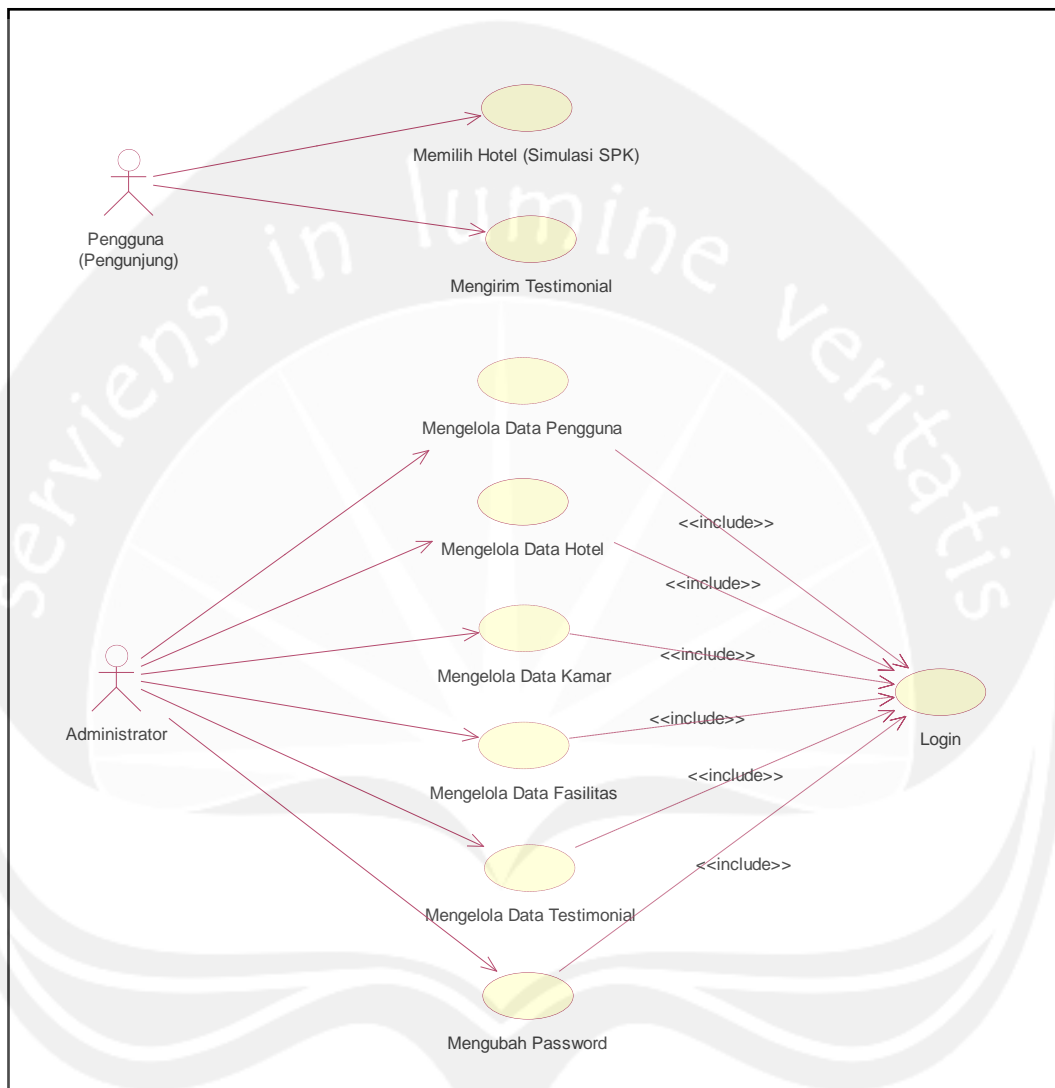 serviens in lumine veritatis
Memilih Hotel (Simulasi SPK)
Pengguna
(Pengunjung)
Mengirim Testimonial
Mengelola Data Pengguna
<<include>>
Mengelola Data Hotel
<<include>>
Mengelola Data Kamar
<<include>>
Administrator
<<include>>
Login
Mengelola Data Fasilitas
<<include>>
Mengelola Data Testimonial
<<include>>
Mengubah Password